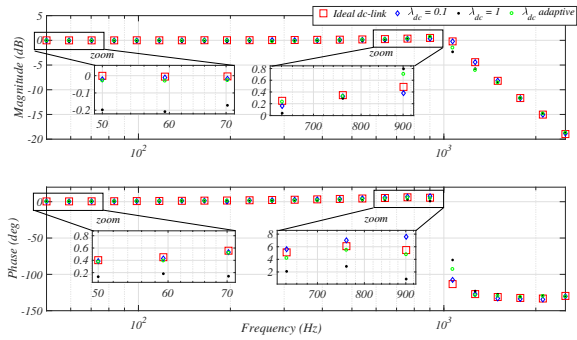 Ideal dc-link λdc = 0.1 λdc = 1 λdc adaptive
Magnitude (dB)
5
0
-5
-10
-15
-20
zoom
0
-0.1
-0.2
50 60 70
zoom
0.8
0.6
0.4
0.2
0
700 800 900
10²
10³
Phase (deg)
0
-50
-100
-150
zoom
0.8
0.6
0.4
0.2
0
50 60 70
zoom
8
6
4
2
700 800 900
10²
10³
Frequency (Hz)